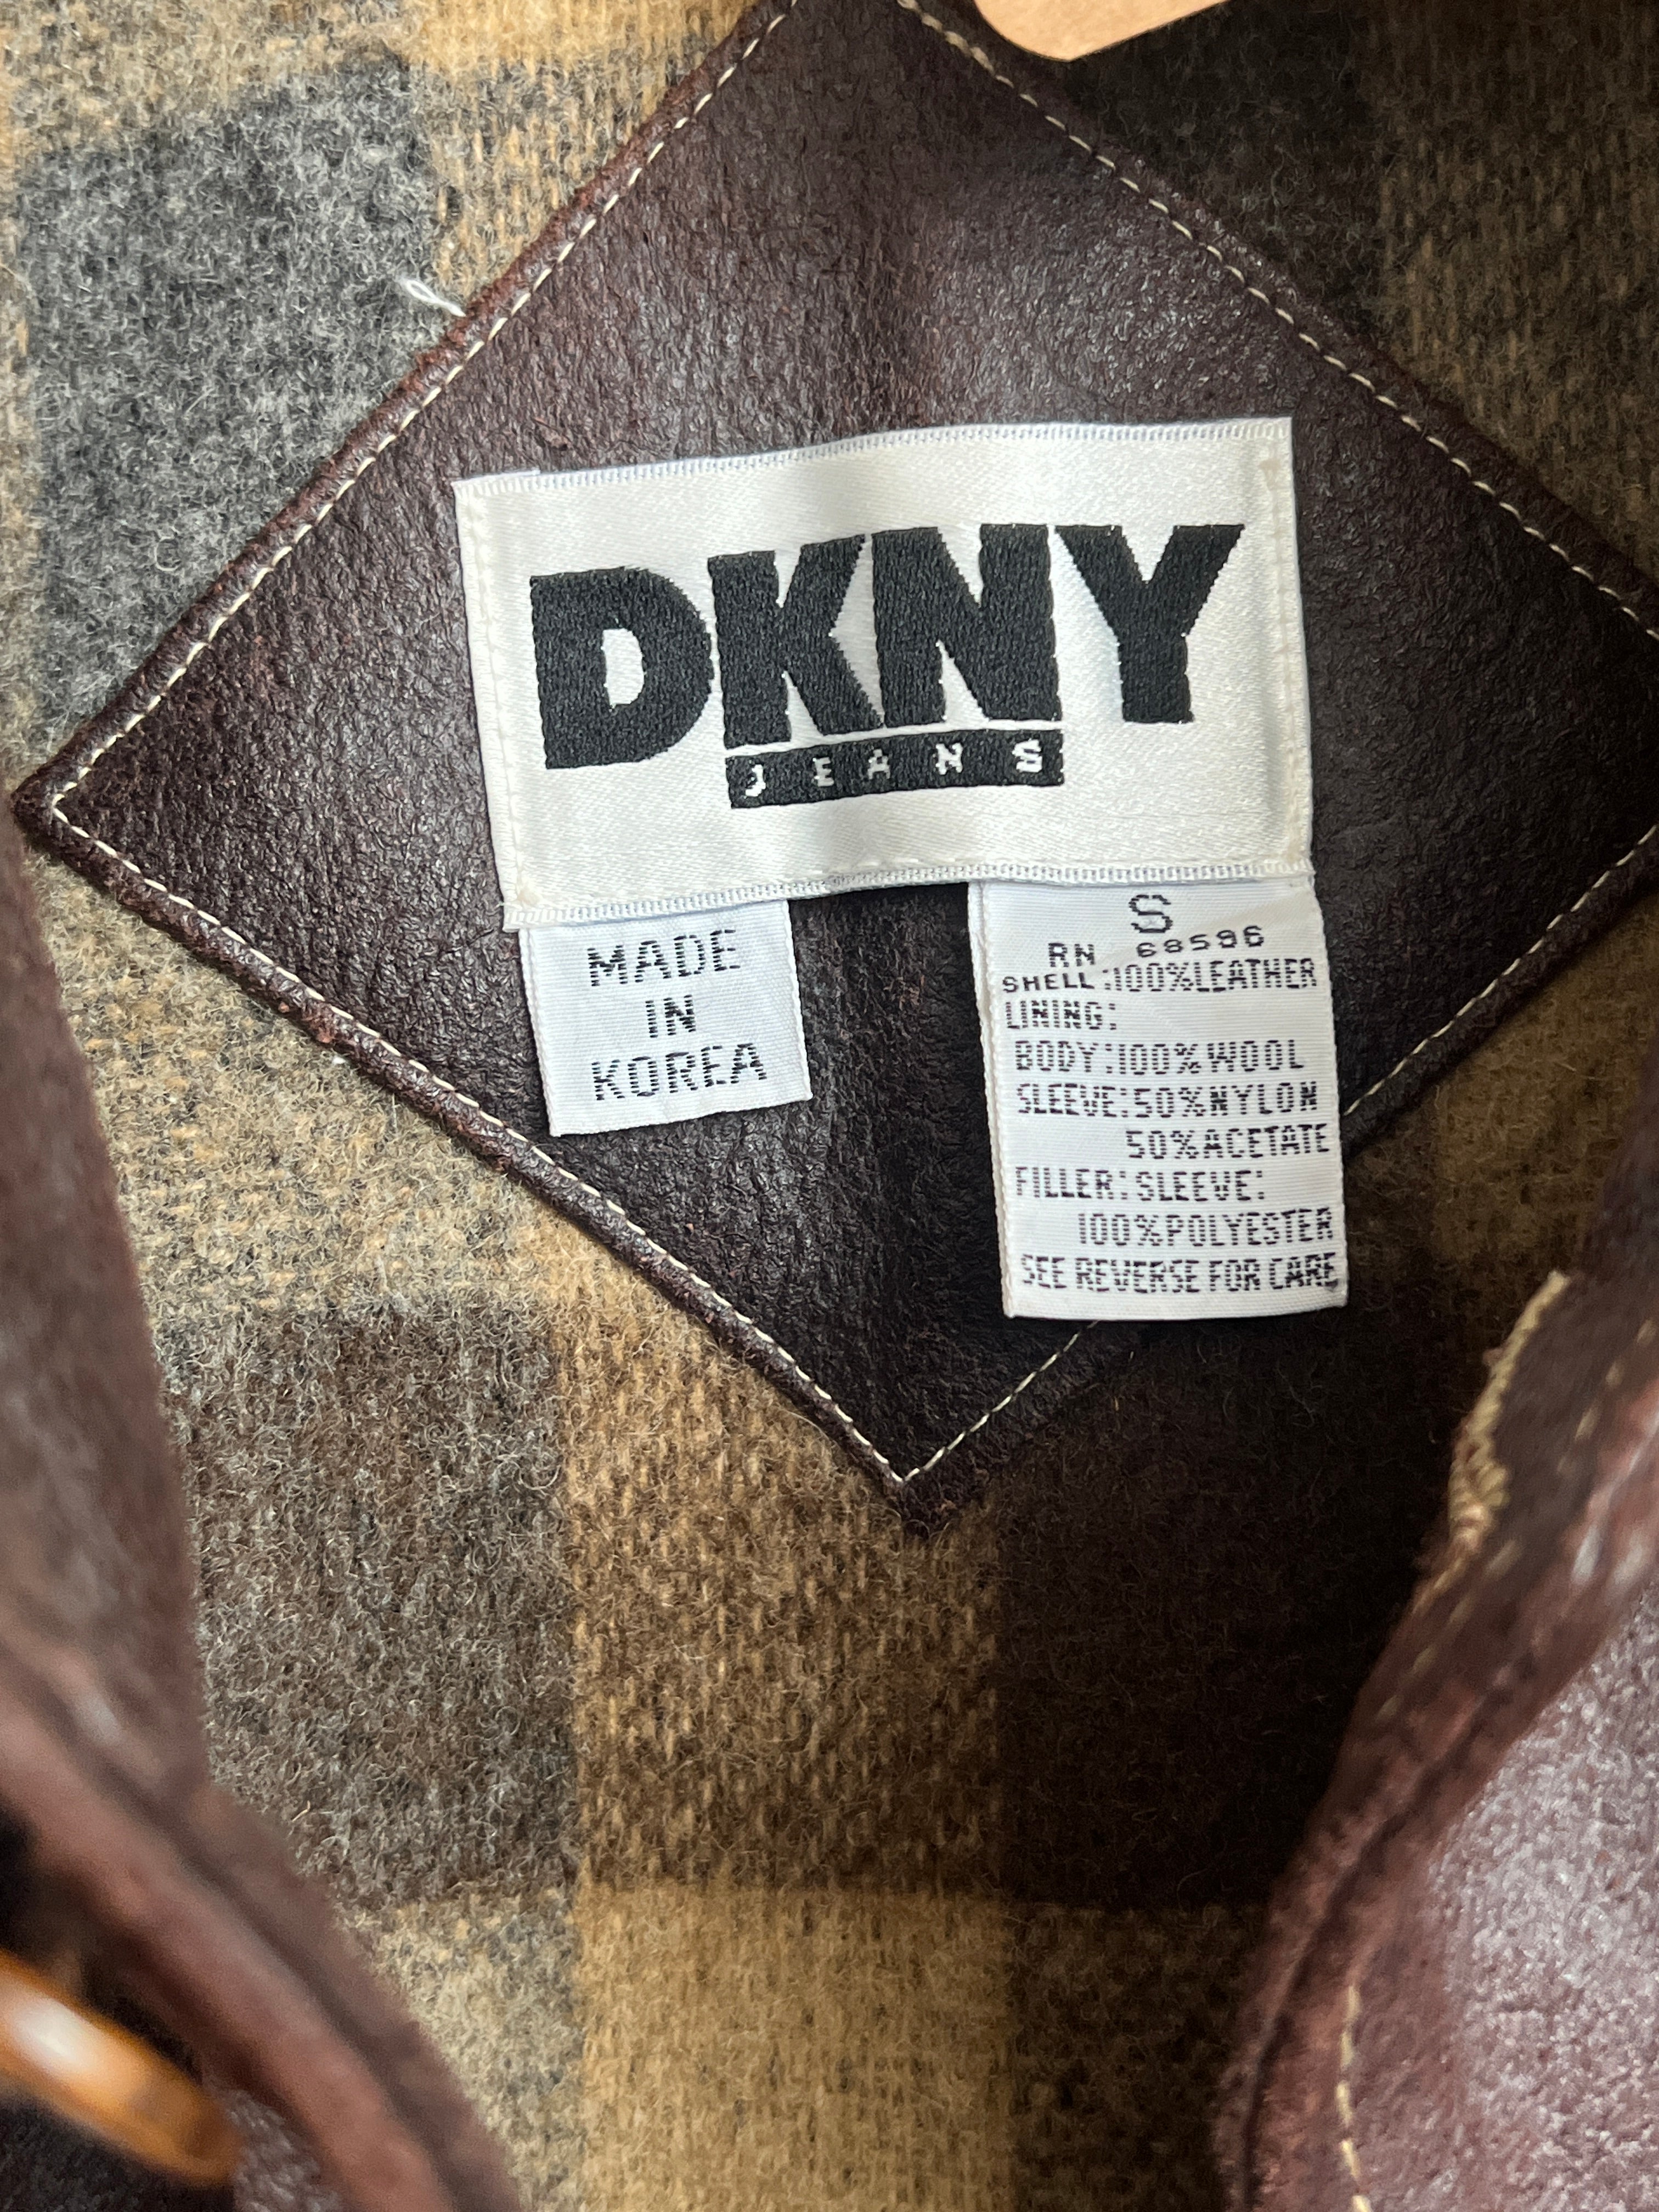 DKNY
JEANS
MADE
IN
KOREA
S
RN 68596
SHELL:100%LEATHER
LINING:
BODY:100%WOOL
SLEEVE:50%NYLON
50%ACETATE
FILLER:SLEEVE:
100%POLYESTER
SEE REVERSE FOR CARE